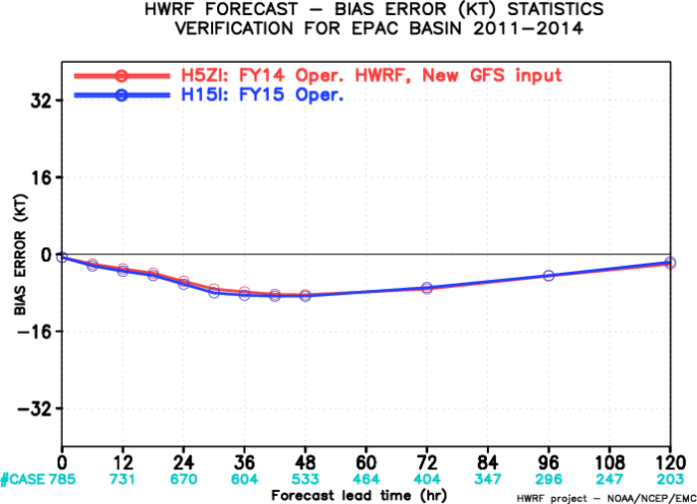 HWRF FORECAST − BIAS ERROR (KT) STATISTICS
VERIFICATION FOR EPAC BASIN 2011−2014
H5ZI: FY14 Oper. HWRF, New GFS input
H15I: FY15 Oper.
32
16
0
−16
−32
BIAS ERROR (KT)
0 12 24 36 48 60 72 84 96 108 120
#CASE 785 731 670 604 533 464 404 347 296 247 203
Forecast lead time (hr)
HWRF project − NOAA/NCEP/EMC